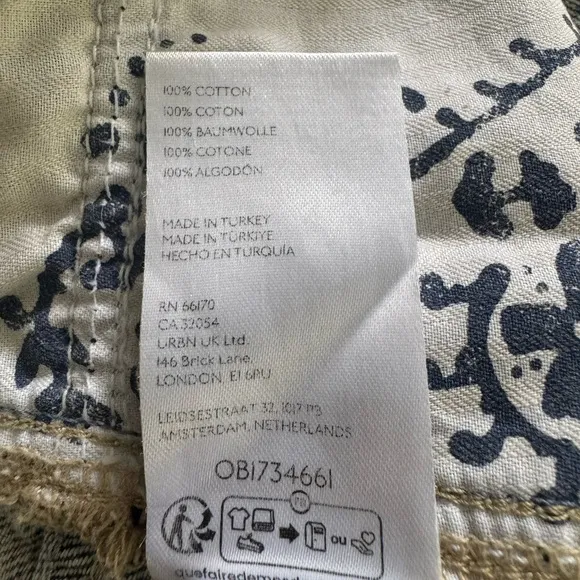 100% COTTON
100% COTON
100% BAUMWOLLE
100% COTONE
100% ALGODÓN
MADE IN TURKEY
MADE IN TÜRKIYE
HECHO EN TURQUÍA
RN 66170
CA 32054
URBN UK Ltd.
146 Brick Lane,
LONDON, E1 6RU
LEIDSESTRAAT 32, 1017 PB
AMSTERDAM, NETHERLANDS
OB1734661
OU